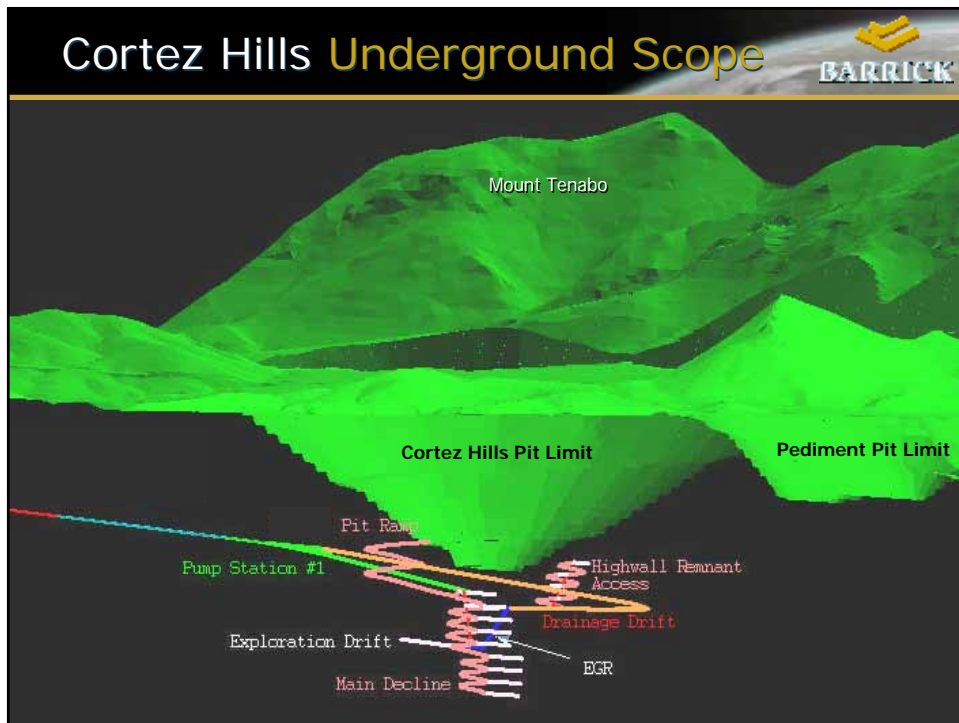 Cortez Hills Underground Scope
BARRICK
Mount Tenabo
Cortez Hills Pit Limit
Pediment Pit Limit
Pit Ramp
Pump Station #1
Highwall Remnant
Access
Drainage Drift
Exploration Drift
EGR
Main Decline